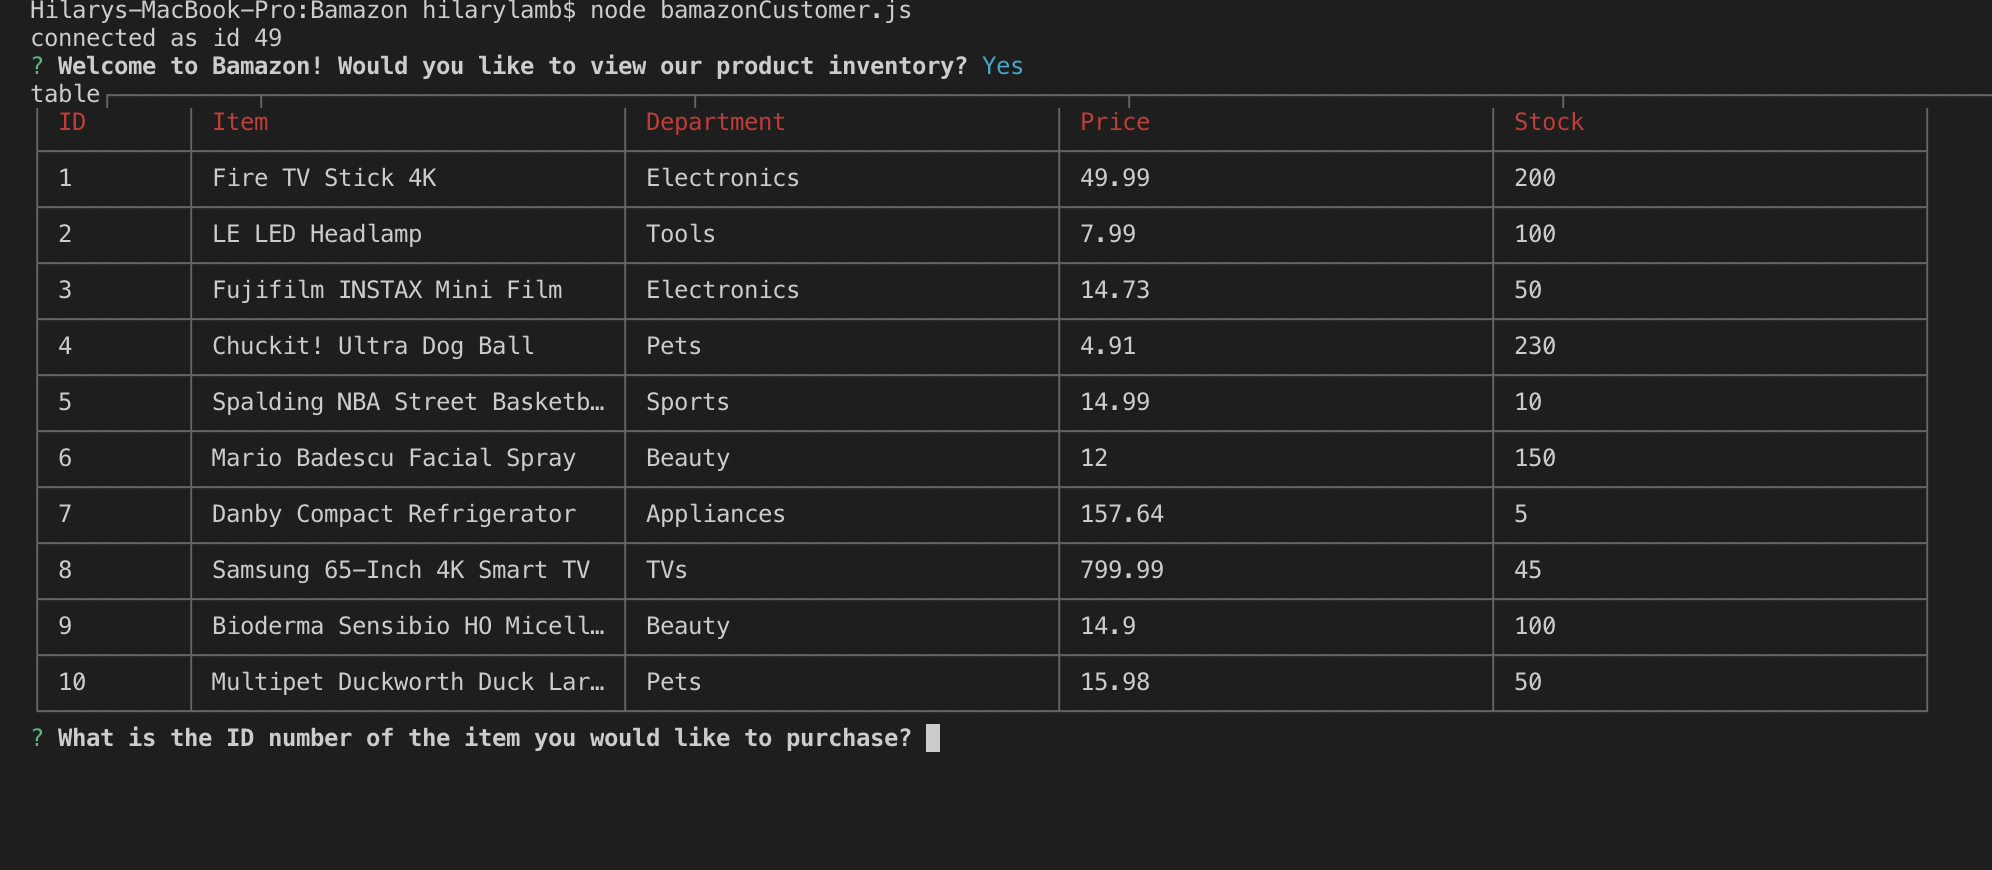 Hilarys-MacBook-Pro:Bamazon hilarylamb$ node bamazonCustomer.js
connected as id 49
? Welcome to Bamazon! Would you like to view our product inventory? Yes
table
ID Item Department Price Stock
1 Fire TV Stick 4K Electronics 49.99 200
2 LE LED Headlamp Tools 7.99 100
3 Fujifilm INSTAX Mini Film Electronics 14.73 50
4 Chuckit! Ultra Dog Ball Pets 4.91 230
5 Spalding NBA Street Basketb… Sports 14.99 10
6 Mario Badescu Facial Spray Beauty 12 150
7 Danby Compact Refrigerator Appliances 157.64 5
8 Samsung 65-Inch 4K Smart TV TVs 799.99 45
9 Bioderma Sensibio HO Micell… Beauty 14.9 100
10 Multipet Duckworth Duck Lar… Pets 15.98 50
? What is the ID number of the item you would like to purchase?